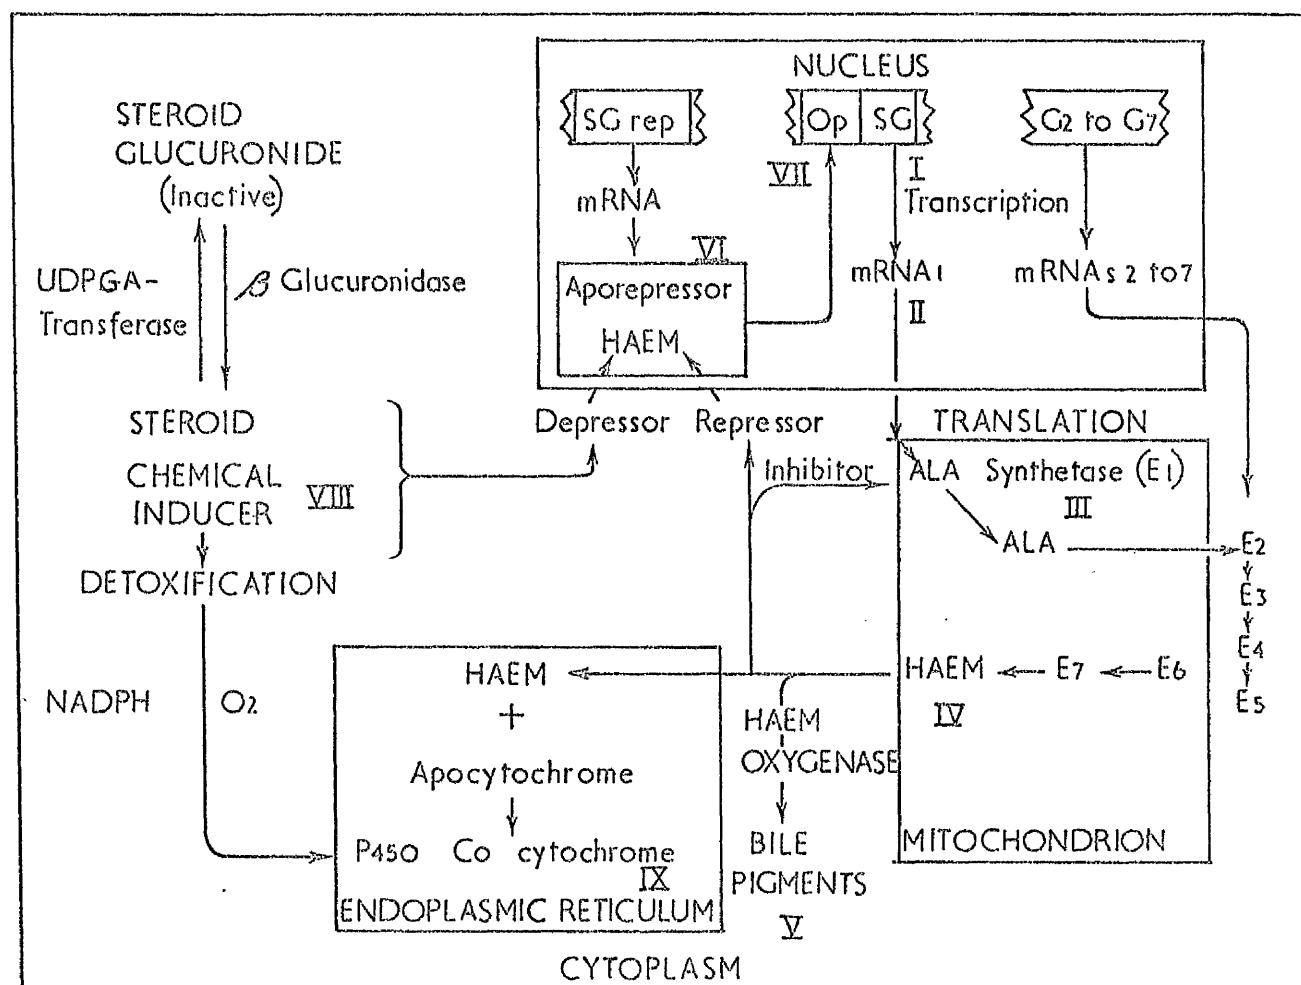 NUCLEUS
SG rep
Op SG
G2 to G7
VII
I
Transcription
mRNA
VI
Aporepressor
HAEM
mRNA1
II
mRNAs 2 to7
STEROID
GLUCURONIDE
(Inactive)
UDPGA-
Transferase
β Glucuronidase
STEROID
CHEMICAL
INDUCER
VIII
DETOXIFICATION
NADPH
O2
Depressor
Repressor
Inhibitor
TRANSLATION
ALA Synthetase (E1)
III
ALA
E2
E3
E4
E5
HAEM
E7
E6
IV
MITOCHONDRION
HAEM
OXYGENASE
BILE
PIGMENTS
V
HAEM
+
Apocytochrome
P450 Co cytochrome
IX
ENDOPLASMIC RETICULUM
CYTOPLASM